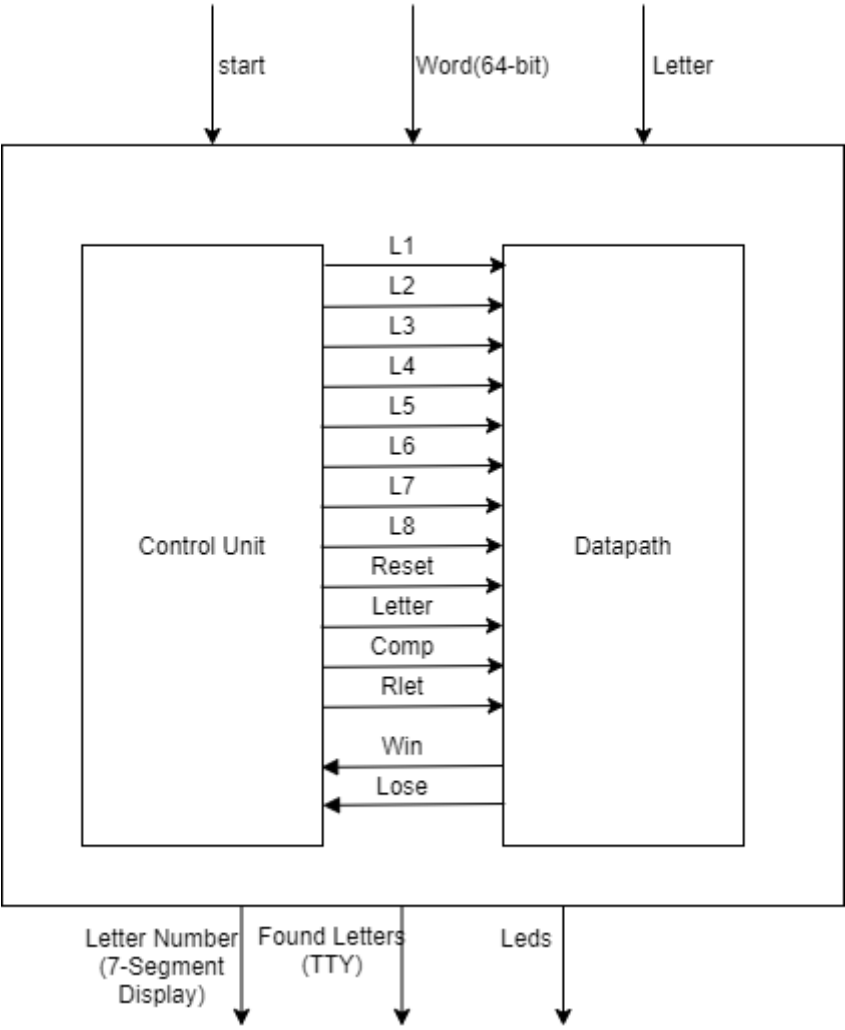 start
Word(64-bit)
Letter
L1
L2
L3
L4
L5
L6
L7
L8
Control Unit
Datapath
Reset
Letter
Comp
Rlet
Win
Lose
Letter Number
(7-Segment
Display)
Found Letters
(TTY)
Leds